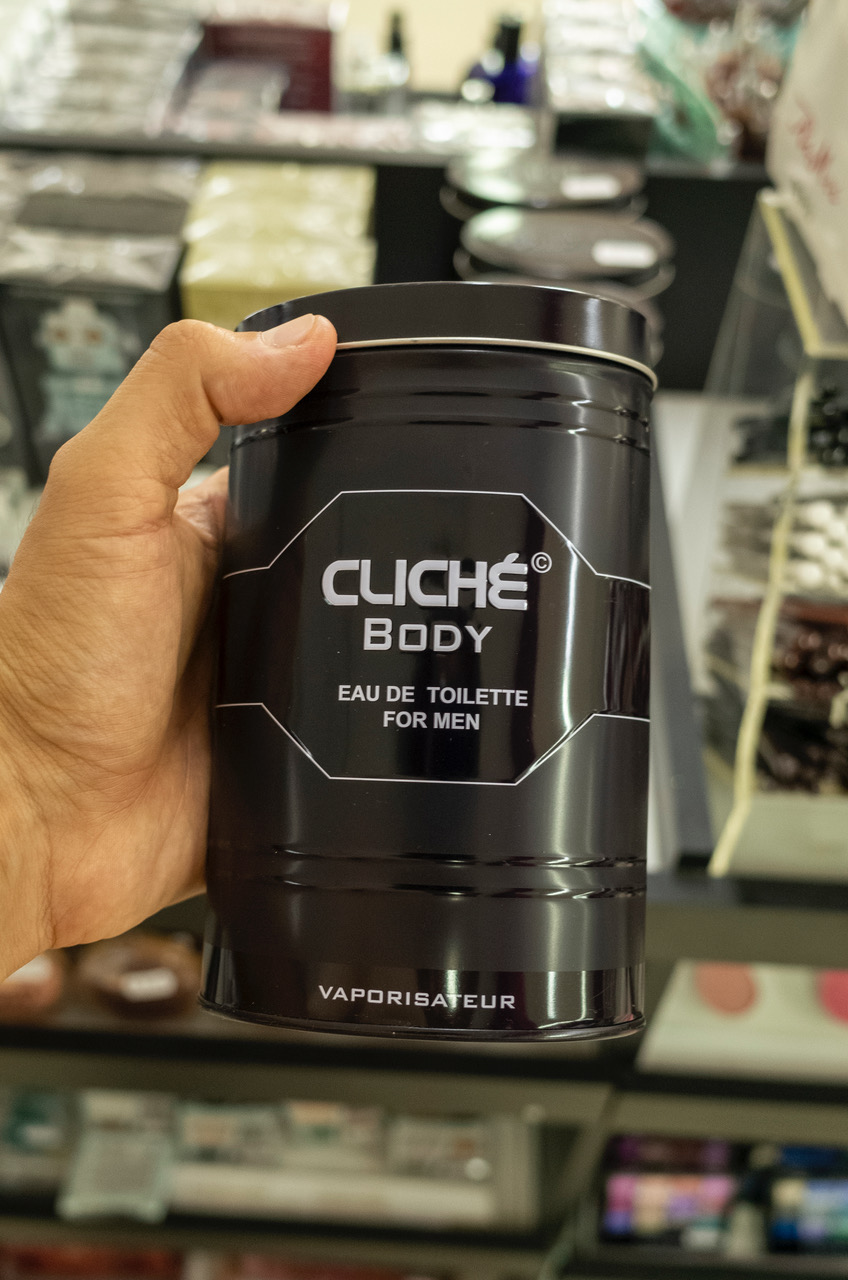 CLICHÉ©
BODY
EAU DE TOILETTE
FOR MEN
VAPORISATEUR